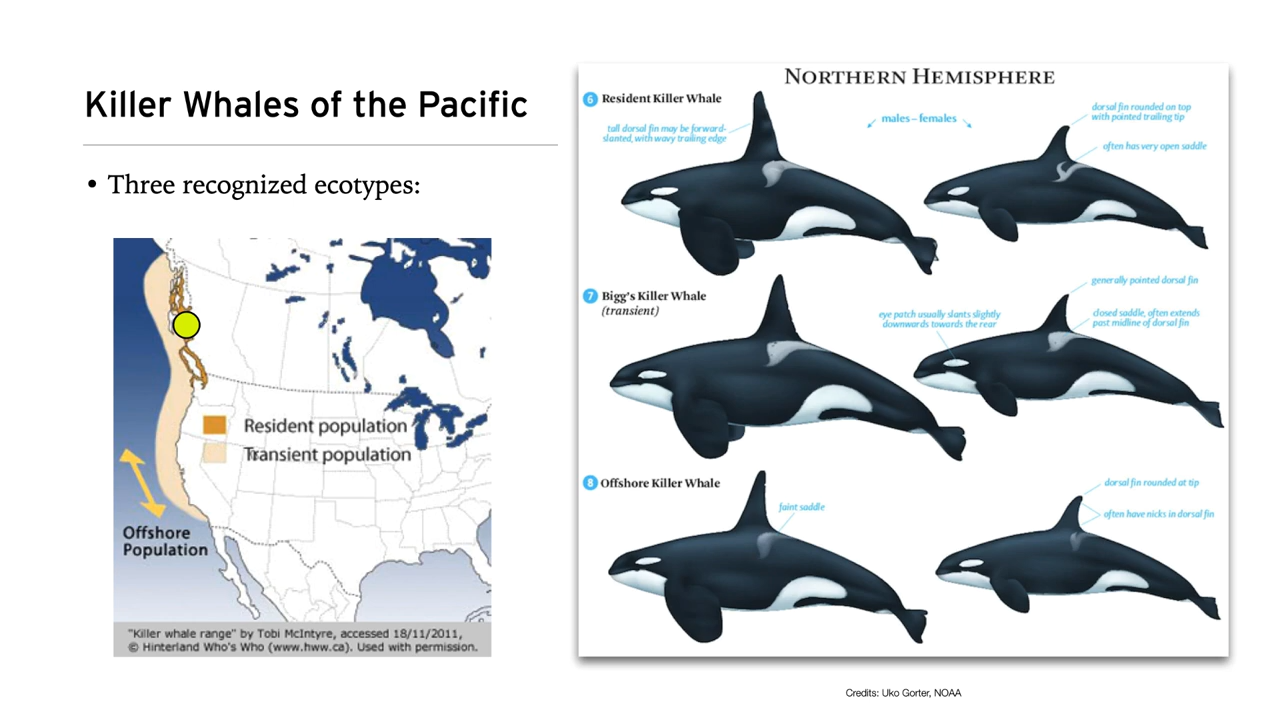 Killer Whales of the Pacific
• Three recognized ecotypes:
Resident population
Transient population
Offshore
Population
"Killer whale range" by Tobi McIntyre, accessed 18/11/2011,
© Hinterland Who's Who (www.hww.ca). Used with permission.
NORTHERN HEMISPHERE
6 Resident Killer Whale
tall dorsal fin may be forward-
slanted, with wavy trailing edge
males – females
dorsal fin rounded on top
with pointed trailing tip
often has very open saddle
7 Bigg's Killer Whale
(transient)
eye patch usually slants slightly
downwards towards the rear
generally pointed dorsal fin
closed saddle, often extends
past midline of dorsal fin
8 Offshore Killer Whale
faint saddle
dorsal fin rounded at tip
often have nicks in dorsal fin
Credits: Uko Gorter, NOAA